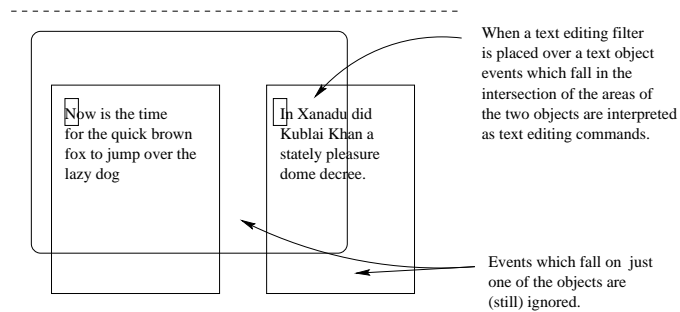 When a text editing filter
is placed over a text object
events which fall in the
intersection of the areas of
the two objects are interpreted
as text editing commands.
Now is the time
for the quick brown
fox to jump over the
lazy dog
In Xanadu did
Kublai Khan a
stately pleasure
dome decree.
Events which fall on just
one of the objects are
(still) ignored.